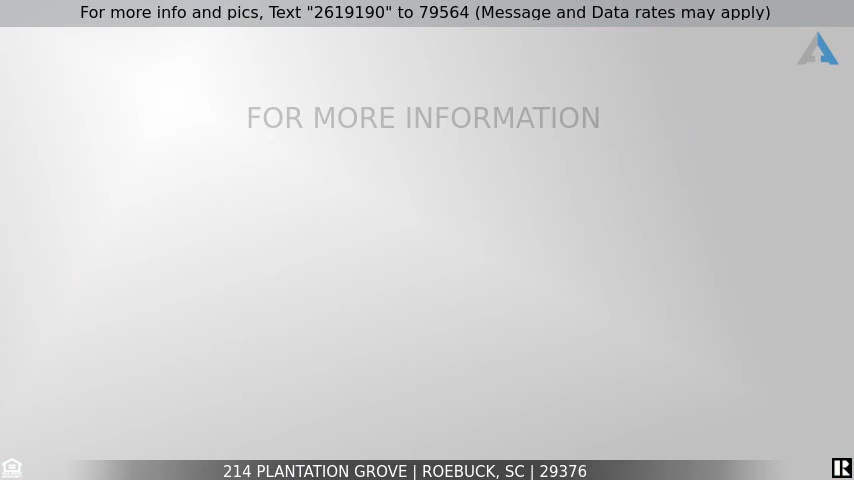 For more info and pics, Text "2619190" to 79564 (Message and Data rates may apply)
FOR MORE INFORMATION
214 PLANTATION GROVE | ROEBUCK, SC | 29376